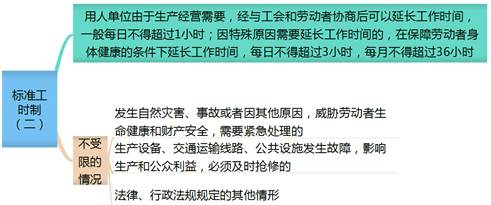 用人单位由于生产经营需要，经与工会和劳动者协商后可以延长工作时间，
一般每日不得超过1小时；因特殊原因需要延长工作时间的，在保障劳动者身
体健康的条件下延长工作时间，每日不得超过3小时，每月不得超过36小时
标准工
时制
（二）
发生自然灾害、事故或者因其他原因，威胁劳动者生
命健康和财产安全，需要紧急处理的
不受
限的
情况
生产设备、交通运输线路、公共设施发生故障，影响
生产和公众利益，必须及时抢修的
法律、行政法规规定的其他情形